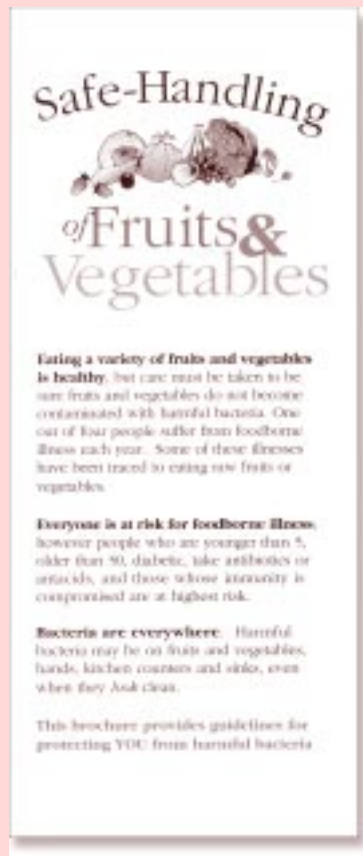 Safe-Handling
of Fruits &
Vegetables
Eating a variety of fruits and vegetables
is healthy, but care must be taken to be
sure fruits and vegetables do not become
contaminated with harmful bacteria. One
out of four people suffer from foodborne
illness each year. Some of these illnesses
have been traced to eating raw fruits or
vegetables.
Everyone is at risk for foodborne illness,
however people who are younger than 5,
older than 50, diabetic, take antibiotics or
antacids, and those whose immunity is
compromised are at highest risk.
Bacteria are everywhere. Harmful
bacteria may be on fruits and vegetables,
hands, kitchen counters and sinks, even
when they look clean.
This brochure provides guidelines for
protecting YOU from harmful bacteria